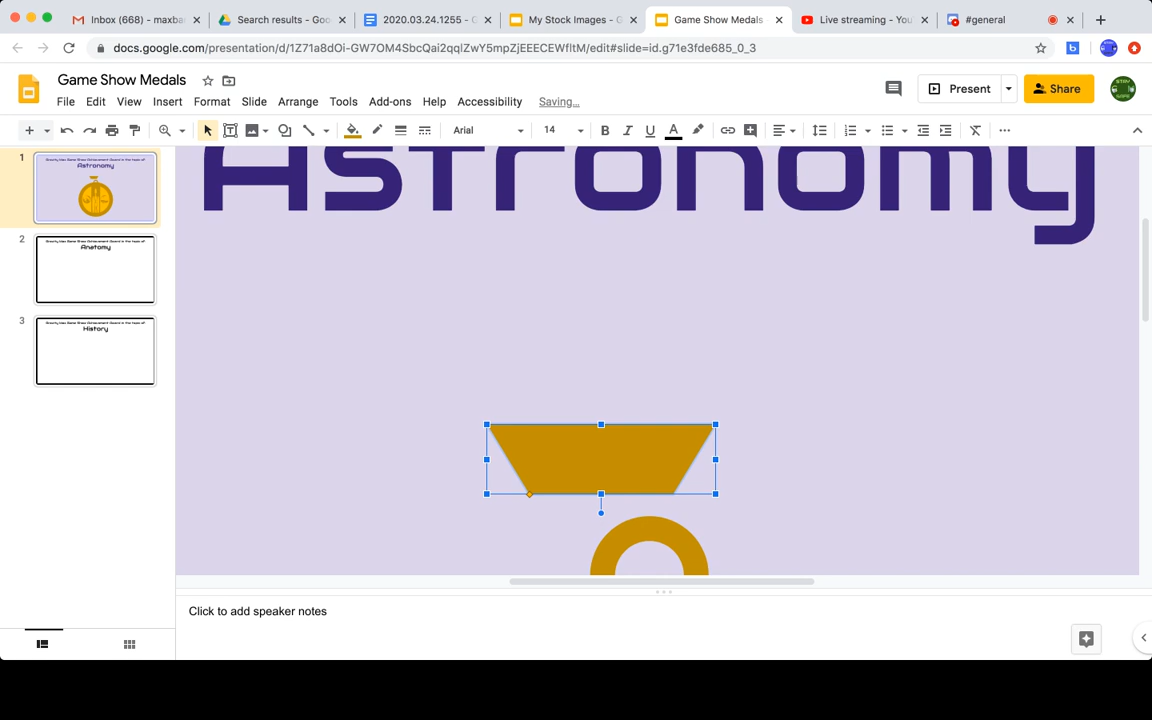 Inbox (668) - maxba
Search results - Goo
2020.03.24.1255 - G
My Stock Images - G
Game Show Medals
Live streaming - You
#general
docs.google.com/presentation/d/1Z71a8dOi-GW7OM4SbcQai2qqlZwY5mpZjEEECEWfltM/edit#slide=id.g71e3fde685_0_3
Game Show Medals
File Edit View Insert Format Slide Arrange Tools Add-ons Help Accessibility Saving...
Present
Share
Arial
14
B I U A
1
Astronomy
2
Anatomy
3
History
Astronomy
Click to add speaker notes